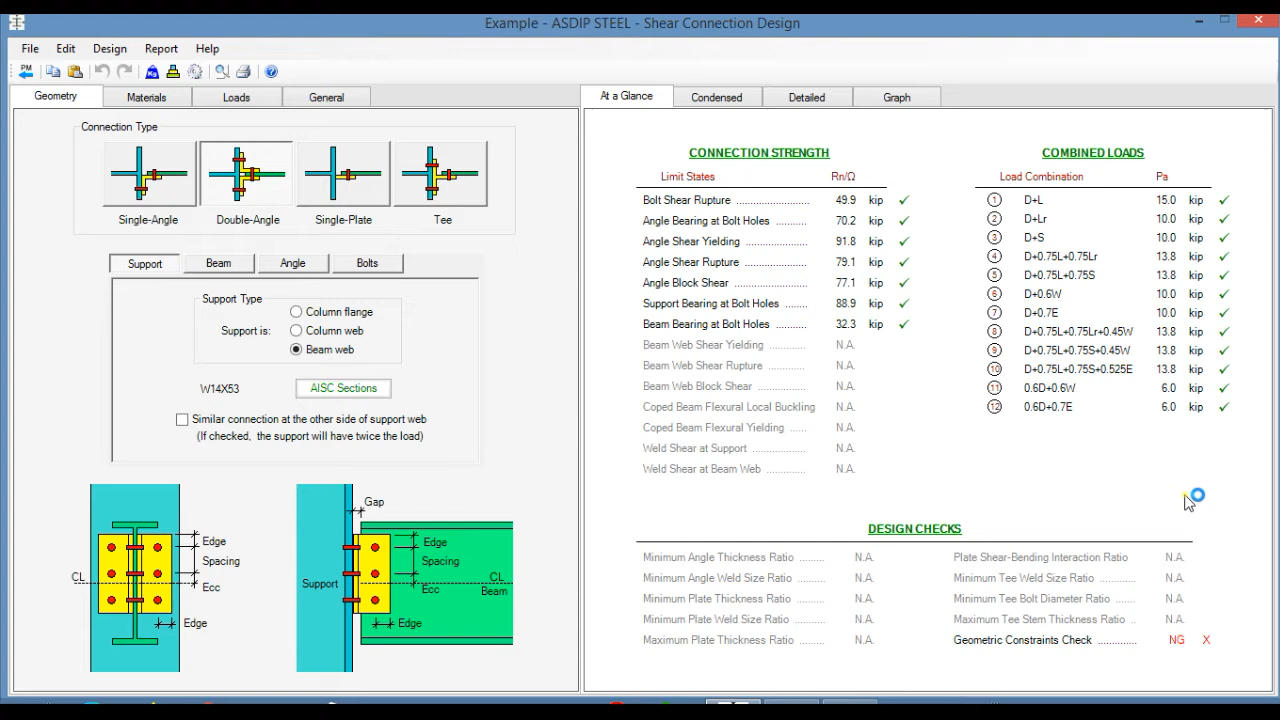 Example - ASDIP STEEL - Shear Connection Design
File Edit Design Report Help
PM
Geometry Materials Loads General
At a Glance Condensed Detailed Graph
Connection Type
Single-Angle Double-Angle Single-Plate Tee
Support Beam Angle Bolts
Support Type
Support is:
Column flange
Column web
Beam web
W14X53 AISC Sections
Similar connection at the other side of support web
(If checked, the support will have twice the load)
Edge
Spacing
CL
Ecc
Edge
Gap
Edge
Spacing
Support
CL
Ecc
Beam
Edge
CONNECTION STRENGTH
Limit States Rn/Ω
Bolt Shear Rupture ........................... 49.9 kip
Angle Bearing at Bolt Holes ............. 70.2 kip
Angle Shear Yielding ........................ 91.8 kip
Angle Shear Rupture ........................ 79.1 kip
Angle Block Shear ............................ 77.1 kip
Support Bearing at Bolt Holes ........ 88.9 kip
Beam Bearing at Bolt Holes ............. 32.3 kip
Beam Web Shear Yielding ............. N.A.
Beam Web Shear Rupture ............. N.A.
Beam Web Block Shear ................. N.A.
Coped Beam Flexural Local Buckling N.A.
Coped Beam Flexural Yielding ...... N.A.
Weld Shear at Support ................... N.A.
Weld Shear at Beam Web ............. N.A.
COMBINED LOADS
Load Combination Pa
1 D+L 15.0 kip
2 D+Lr 10.0 kip
3 D+S 10.0 kip
4 D+0.75L+0.75Lr 13.8 kip
5 D+0.75L+0.75S 13.8 kip
6 D+0.6W 10.0 kip
7 D+0.7E 10.0 kip
8 D+0.75L+0.75Lr+0.45W 13.8 kip
9 D+0.75L+0.75S+0.45W 13.8 kip
10 D+0.75L+0.75S+0.525E 13.8 kip
11 0.6D+0.6W 6.0 kip
12 0.6D+0.7E 6.0 kip
DESIGN CHECKS
Minimum Angle Thickness Ratio ......... N.A.
Minimum Angle Weld Size Ratio .......... N.A.
Minimum Plate Thickness Ratio .......... N.A.
Minimum Plate Weld Size Ratio ........... N.A.
Maximum Plate Thickness Ratio .......... N.A.
Plate Shear-Bending Interaction Ratio N.A.
Minimum Tee Weld Size Ratio ............. N.A.
Minimum Tee Bolt Diameter Ratio ....... N.A.
Maximum Tee Stem Thickness Ratio .. N.A.
Geometric Constraints Check .............. NG X